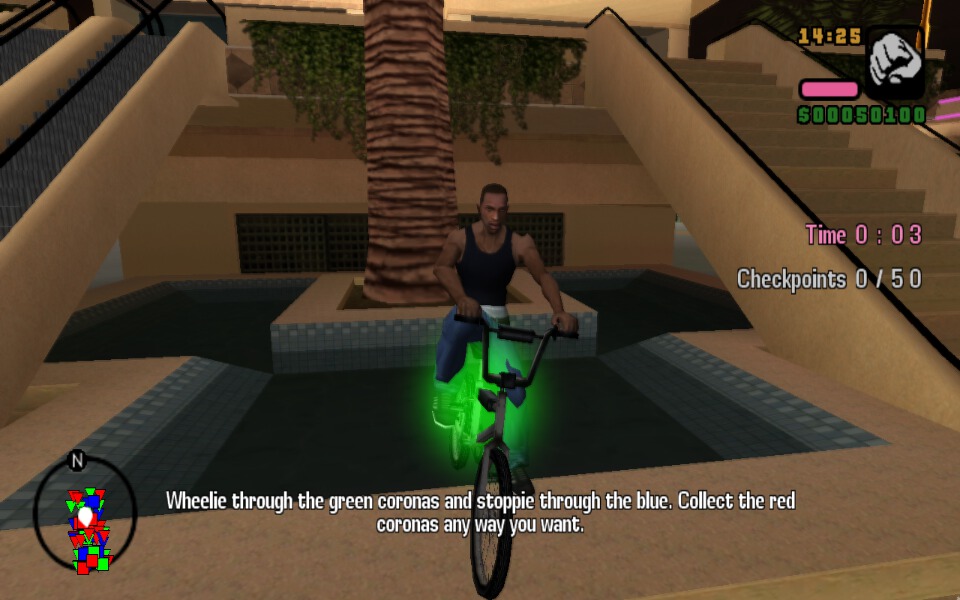 14:25
$00050100
Time 0:03
Checkpoints 0/50
N
Wheelie through the green coronas and stoppie through the blue. Collect the red
coronas any way you want.